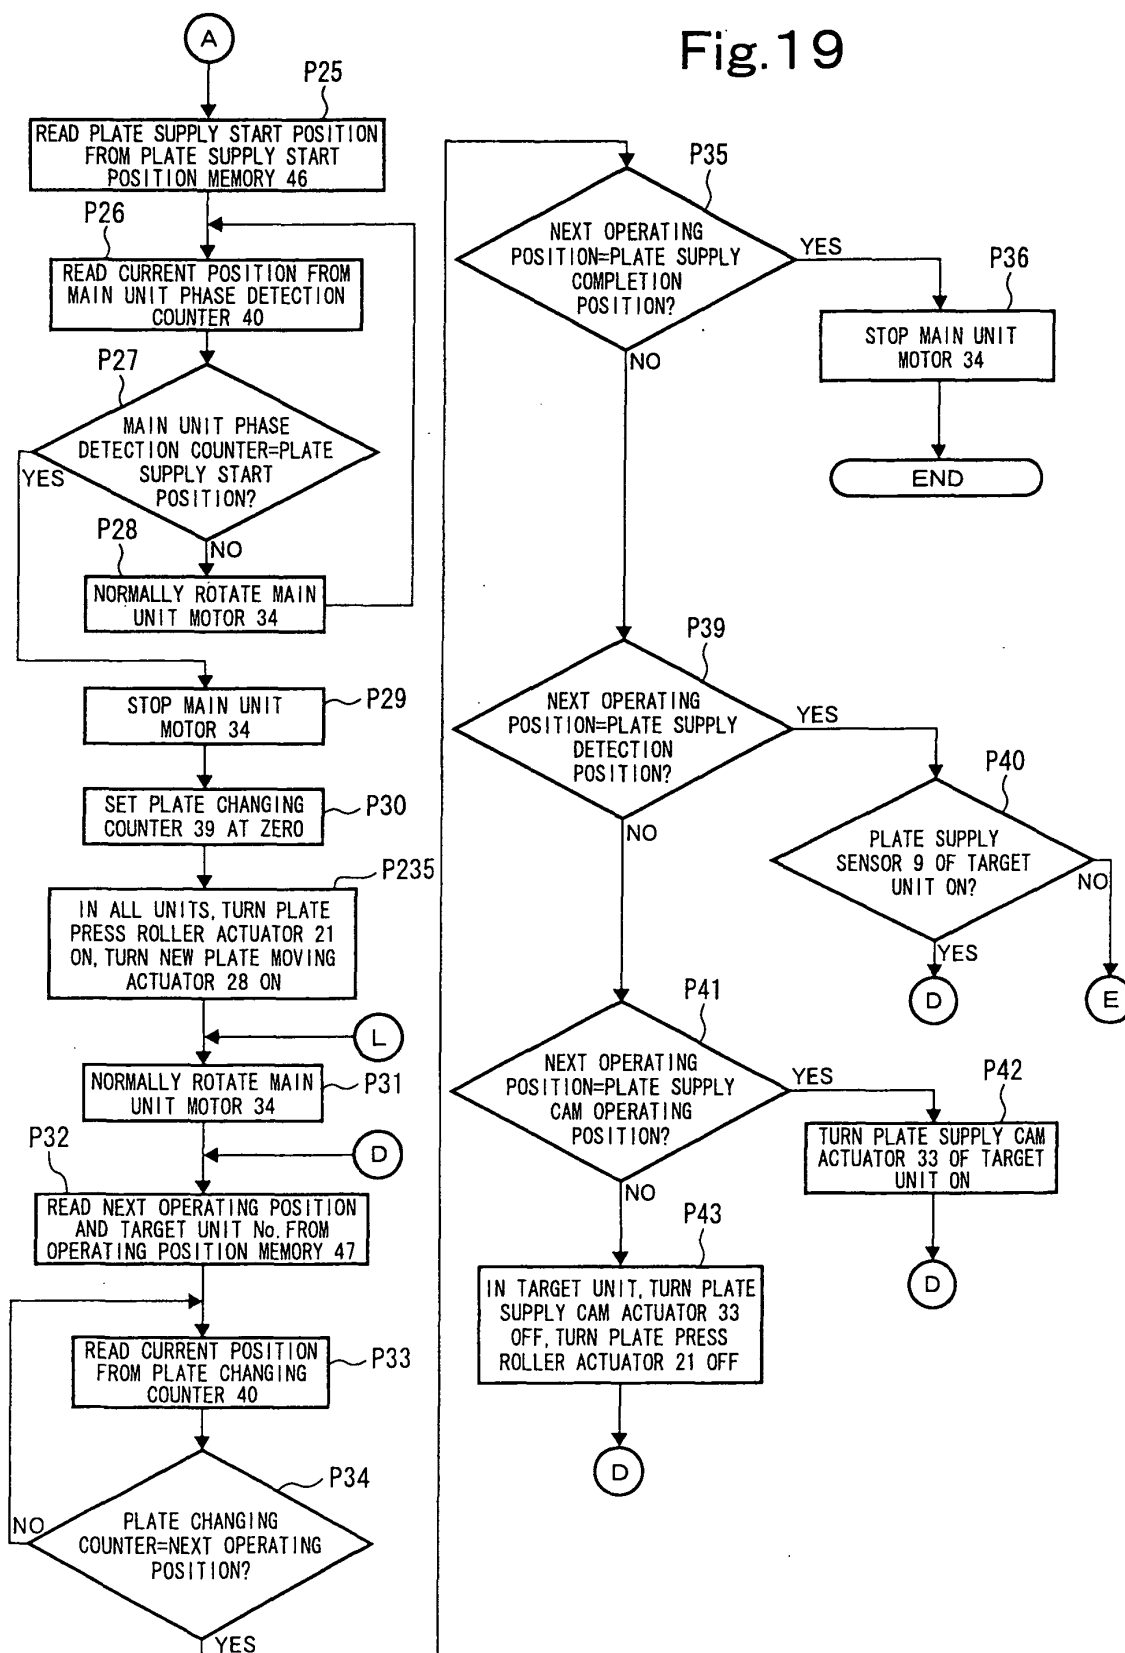 Fig.19
A
P25
READ PLATE SUPPLY START POSITION
FROM PLATE SUPPLY START
POSITION MEMORY 46
P26
READ CURRENT POSITION FROM
MAIN UNIT PHASE DETECTION
COUNTER 40
P27
MAIN UNIT PHASE
DETECTION COUNTER=PLATE
SUPPLY START
POSITION?
YES
NO
P28
NORMALLY ROTATE MAIN
UNIT MOTOR 34
P29
STOP MAIN UNIT
MOTOR 34
P30
SET PLATE CHANGING
COUNTER 39 AT ZERO
P235
IN ALL UNITS, TURN PLATE
PRESS ROLLER ACTUATOR 21
ON, TURN NEW PLATE MOVING
ACTUATOR 28 ON
L
P31
NORMALLY ROTATE MAIN
UNIT MOTOR 34
D
P32
READ NEXT OPERATING POSITION
AND TARGET UNIT No. FROM
OPERATING POSITION MEMORY 47
P33
READ CURRENT POSITION
FROM PLATE CHANGING
COUNTER 40
P34
PLATE CHANGING
COUNTER=NEXT OPERATING
POSITION?
NO
YES
P35
NEXT OPERATING
POSITION=PLATE SUPPLY
COMPLETION
POSITION?
YES
NO
P36
STOP MAIN UNIT
MOTOR 34
END
P39
NEXT OPERATING
POSITION=PLATE SUPPLY
DETECTION
POSITION?
YES
NO
P40
PLATE SUPPLY
SENSOR 9 OF TARGET
UNIT ON?
NO
YES
D
E
P41
NEXT OPERATING
POSITION=PLATE SUPPLY
CAM OPERATING
POSITION?
YES
NO
P42
TURN PLATE SUPPLY CAM
ACTUATOR 33 OF TARGET
UNIT ON
D
P43
IN TARGET UNIT, TURN PLATE
SUPPLY CAM ACTUATOR 33
OFF, TURN PLATE PRESS
ROLLER ACTUATOR 21 OFF
D